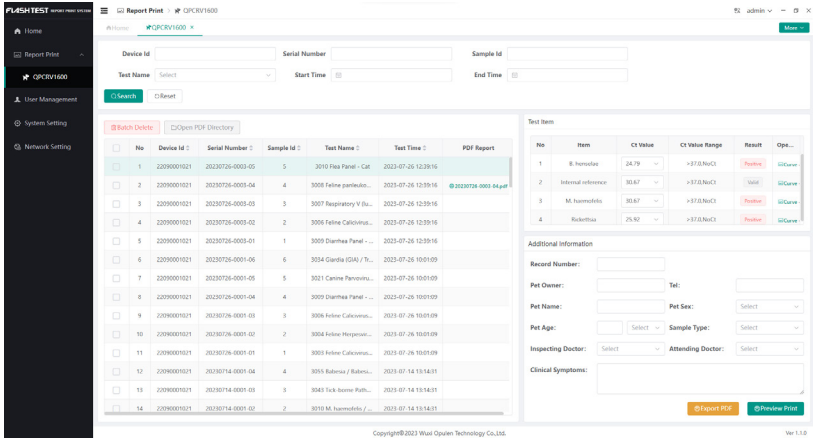 FLASHTEST REPORT PRINT SYSTEM
Report Print > QPCRV1600
admin
Home
Report Print
QPCRV1600
User Management
System Setting
Network Setting
Home QPCRV1600 × More
Device Id Serial Number Sample Id
Test Name Select Start Time End Time
Search Reset
Batch Delete Open PDF Directory
No Device Id Serial Number Sample Id Test Name Test Time PDF Report
1 22090001021 20230726-0003-05 5 3010 Flea Panel - Cat 2023-07-26 12:39:16
2 22090001021 20230726-0003-04 4 3008 Feline panleuko... 2023-07-26 12:39:16 20230726-0003-04.pdf
3 22090001021 20230726-0003-03 3 3007 Respiratory V (lu... 2023-07-26 12:39:16
4 22090001021 20230726-0003-02 2 3006 Feline Calicivirus... 2023-07-26 12:39:16
5 22090001021 20230726-0003-01 1 3009 Diarrhea Panel - ... 2023-07-26 12:39:16
6 22090001021 20230726-0001-06 6 3034 Giardia (GIA) / Tr... 2023-07-26 10:01:09
7 22090001021 20230726-0001-05 5 3021 Canine Parvoviru... 2023-07-26 10:01:09
8 22090001021 20230726-0001-04 4 3009 Diarrhea Panel - ... 2023-07-26 10:01:09
9 22090001021 20230726-0001-03 3 3006 Feline Calicivirus... 2023-07-26 10:01:09
10 22090001021 20230726-0001-02 2 3004 Feline Herpesvir... 2023-07-26 10:01:09
11 22090001021 20230726-0001-01 1 3003 Feline Calicivirus... 2023-07-26 10:01:09
12 22090001021 20230714-0001-04 4 3055 Babesia / Babesi... 2023-07-14 13:14:31
13 22090001021 20230714-0001-03 3 3043 Tick-borne Path... 2023-07-14 13:14:31
14 22090001021 20230714-0001-02 2 3010 M. haemofelis / ... 2023-07-14 13:14:31
Test Item
No Item Ct Value Ct Value Range Result Ope...
1 B. henselae 24.79 >37.0,NoCt Positive Curve
2 Internal reference 30.67 >37.0,NoCt Valid Curve
3 M. haemofelis 30.67 >37.0,NoCt Positive Curve
4 Rickettsia 25.92 >37.0,NoCt Positive Curve
Additional Information
Record Number:
Pet Owner: Tel:
Pet Name: Pet Sex: Select
Pet Age: Select Sample Type: Select
Inspecting Doctor: Select Attending Doctor: Select
Clinical Symptoms:
Export PDF Preview Print
Copyright© 2023 Wuxi Opulen Technology Co.,Ltd.
Ver 1.1.0